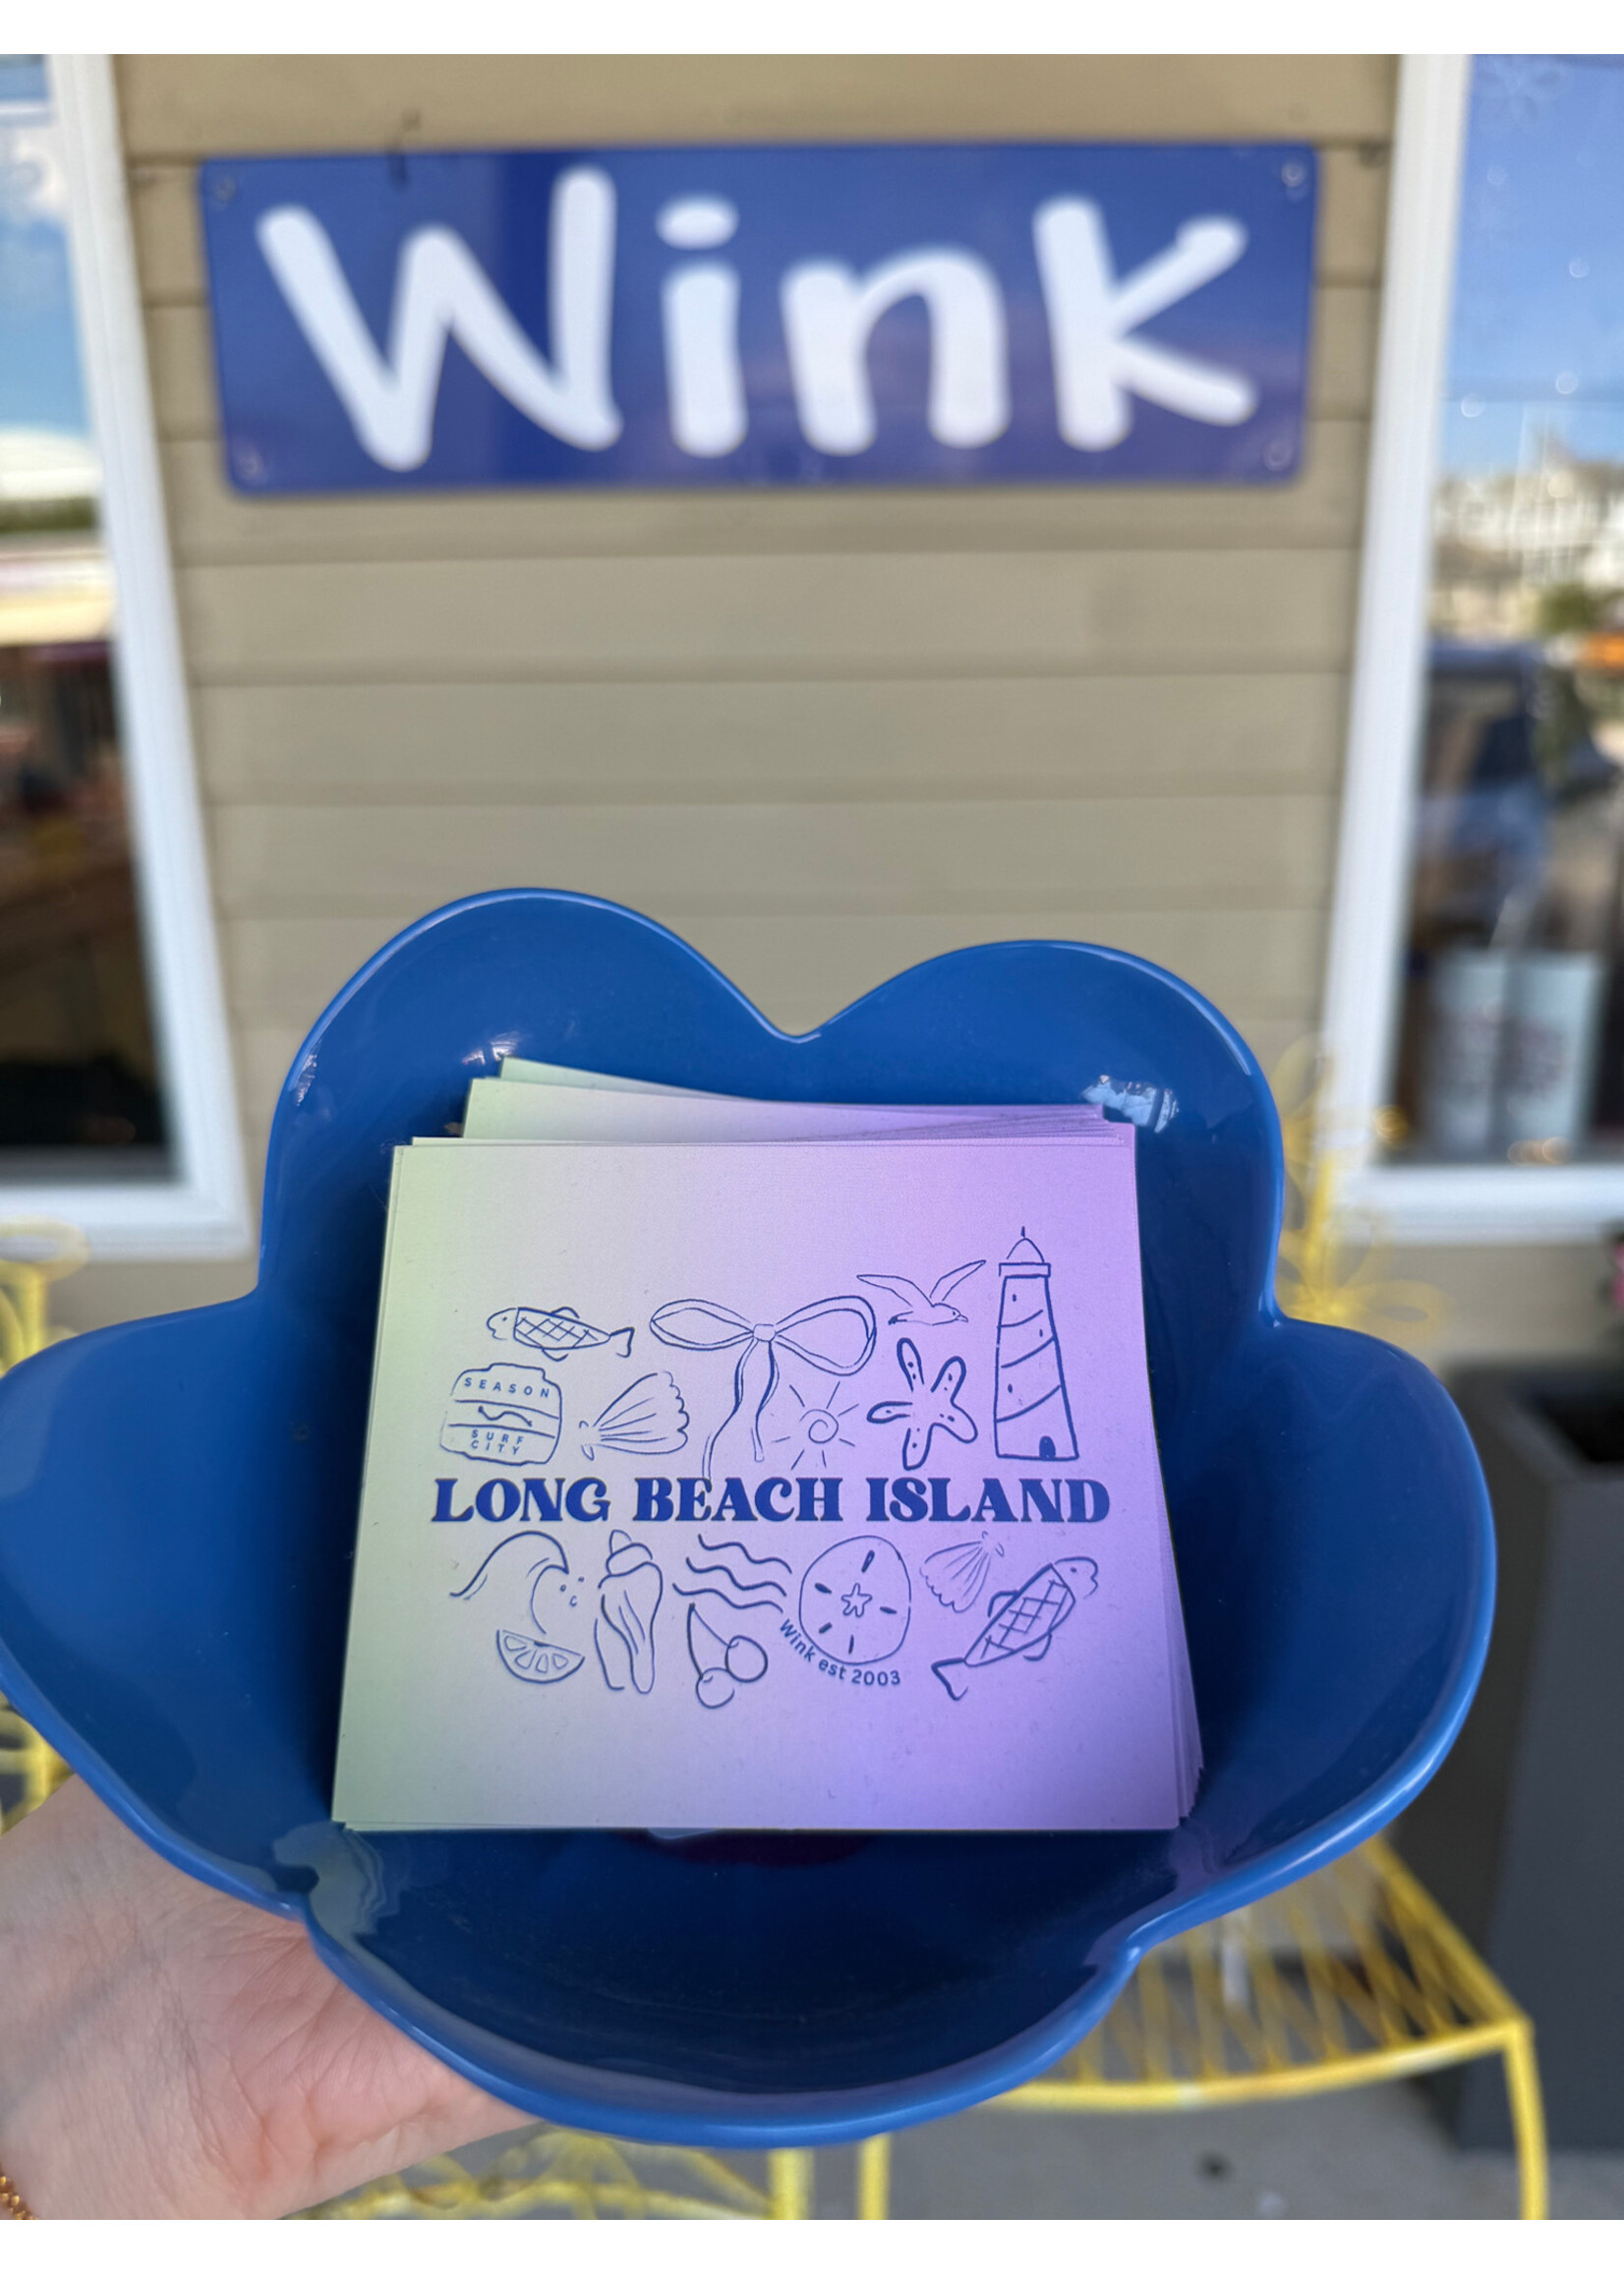 Wink
SEASON
SURF
CITY
LONG BEACH ISLAND
Wink est 2003